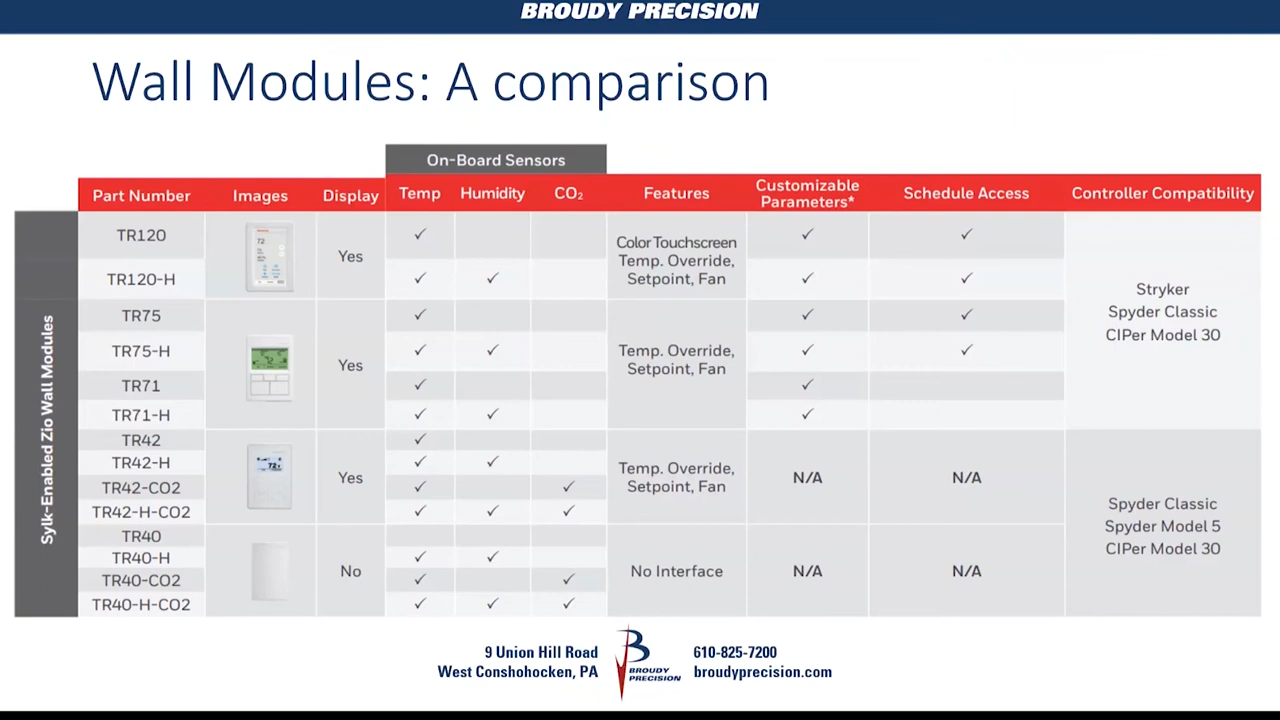 BROUDY PRECISION
Wall Modules: A comparison
On-Board Sensors
Part Number Images Display Temp Humidity CO₂ Features Customizable Parameters* Schedule Access Controller Compatibility
Sylk-Enabled Zio Wall Modules
TR120 ✓ ✓ ✓
Yes
Color Touchscreen
Temp. Override,
Setpoint, Fan
TR120-H ✓ ✓ ✓ ✓
Stryker
Spyder Classic
CIPer Model 30
TR75 ✓ ✓ ✓
TR75-H ✓ ✓ ✓ ✓
Yes
Temp. Override,
Setpoint, Fan
TR71 ✓ ✓
TR71-H ✓ ✓ ✓
TR42 ✓
TR42-H ✓ ✓
Yes
Temp. Override,
Setpoint, Fan
N/A N/A
TR42-CO2 ✓ ✓
TR42-H-CO2 ✓ ✓ ✓
Spyder Classic
Spyder Model 5
CIPer Model 30
TR40
TR40-H ✓ ✓
No No Interface N/A N/A
TR40-CO2 ✓ ✓
TR40-H-CO2 ✓ ✓ ✓
9 Union Hill Road
West Conshohocken, PA
B
BROUDY
PRECISION
610-825-7200
broudyprecision.com